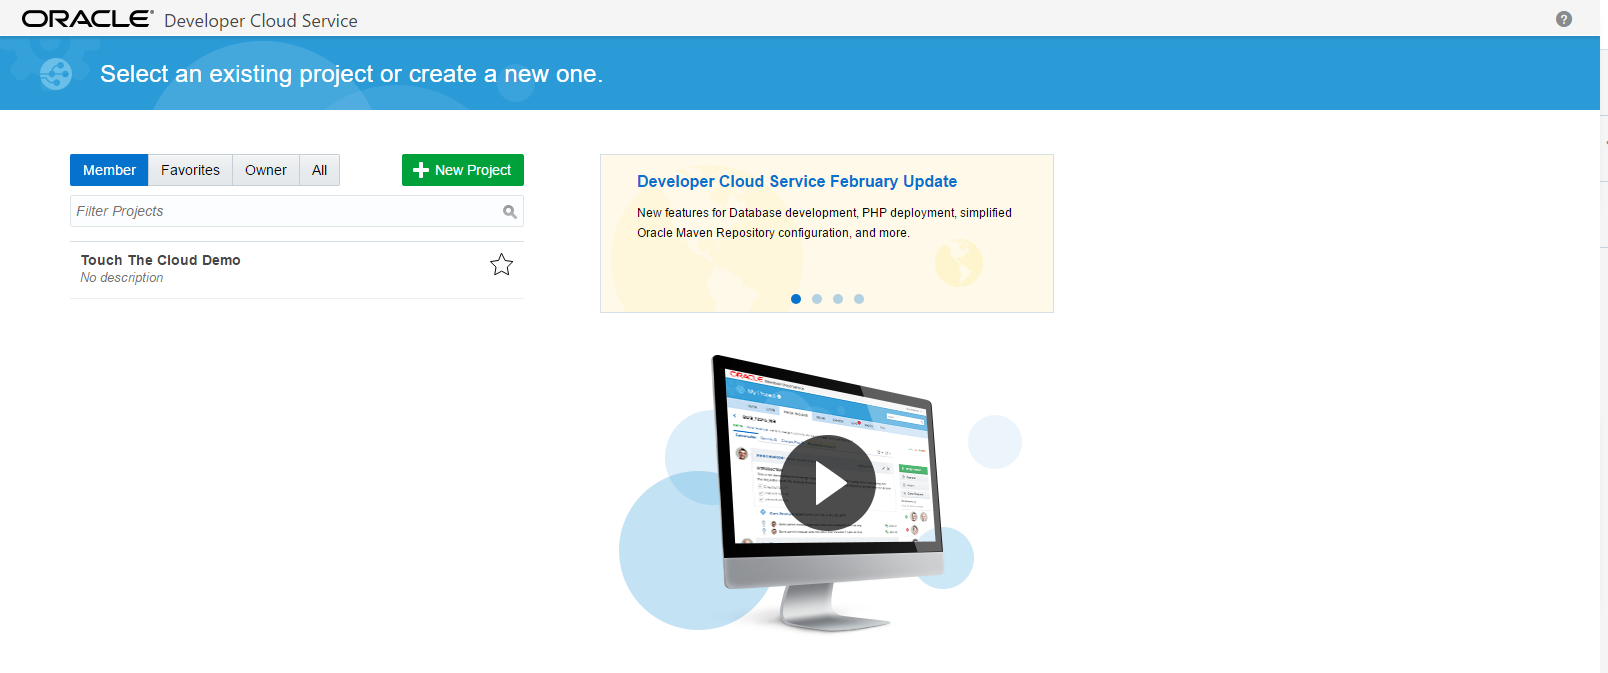 ORACLE® Developer Cloud Service
?
Select an existing project or create a new one.
Member Favorites Owner All
New Project
Filter Projects
Touch The Cloud Demo
No description
Developer Cloud Service February Update
New features for Database development, PHP deployment, simplified
Oracle Maven Repository configuration, and more.
ORACLE